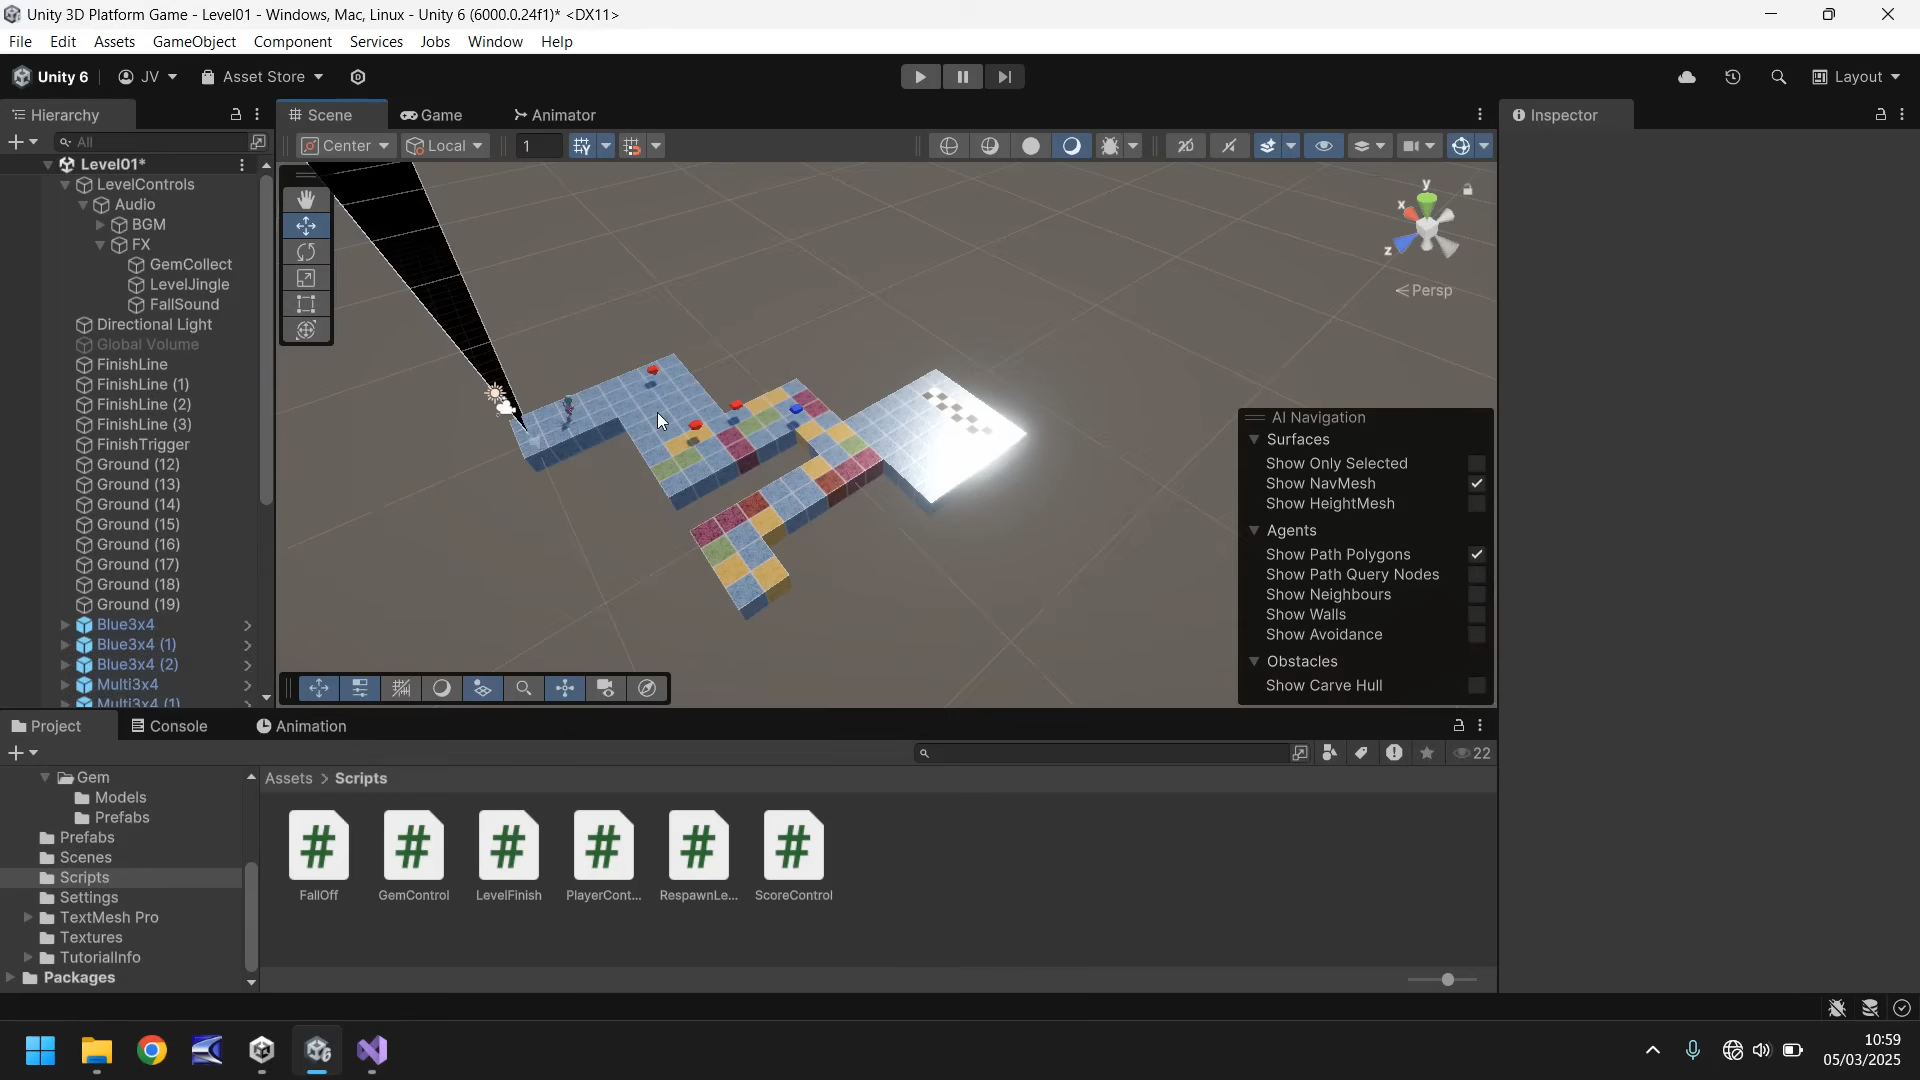 Unity 3D Platform Game - Level01 - Windows, Mac, Linux - Unity 6 (6000.0.24f1)* <DX11>
File Edit Assets GameObject Component Services Jobs Window Help
Unity 6 JV Asset Store Layout
Hierarchy
Scene Game Animator
Inspector
All
Center Local 1 2D
Level01*
LevelControls
Audio
BGM
FX
GemCollect
LevelJingle
FallSound
Directional Light
Global Volume
FinishLine
FinishLine (1)
FinishLine (2)
FinishLine (3)
FinishTrigger
Ground (12)
Ground (13)
Ground (14)
Ground (15)
Ground (16)
Ground (17)
Ground (18)
Ground (19)
Blue3x4
Blue3x4 (1)
Blue3x4 (2)
Multi3x4
Multi3x4 (1)
y
x
z
Persp
AI Navigation
Surfaces
Show Only Selected
Show NavMesh
Show HeightMesh
Agents
Show Path Polygons
Show Path Query Nodes
Show Neighbours
Show Walls
Show Avoidance
Obstacles
Show Carve Hull
Project Console Animation
22
Gem
Models
Prefabs
Prefabs
Scenes
Scripts
Settings
TextMesh Pro
Textures
TutorialInfo
Packages
Assets > Scripts
FallOff GemControl LevelFinish PlayerCont... RespawnLe... ScoreControl
10:59
05/03/2025